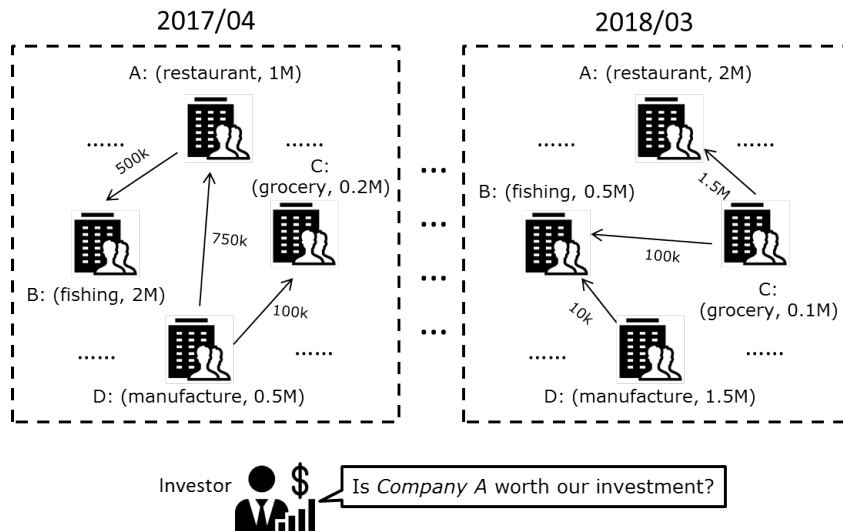 2017/04
2018/03
A: (restaurant, 1M)
......
......
500k
C:
(grocery, 0.2M)
750k
B: (fishing, 2M)
100k
......
......
D: (manufacture, 0.5M)
...
...
...
...
A: (restaurant, 2M)
......
......
1.5M
B: (fishing, 0.5M)
100k
C:
(grocery, 0.1M)
10k
......
......
D: (manufacture, 1.5M)
Investor
$
Is Company A worth our investment?